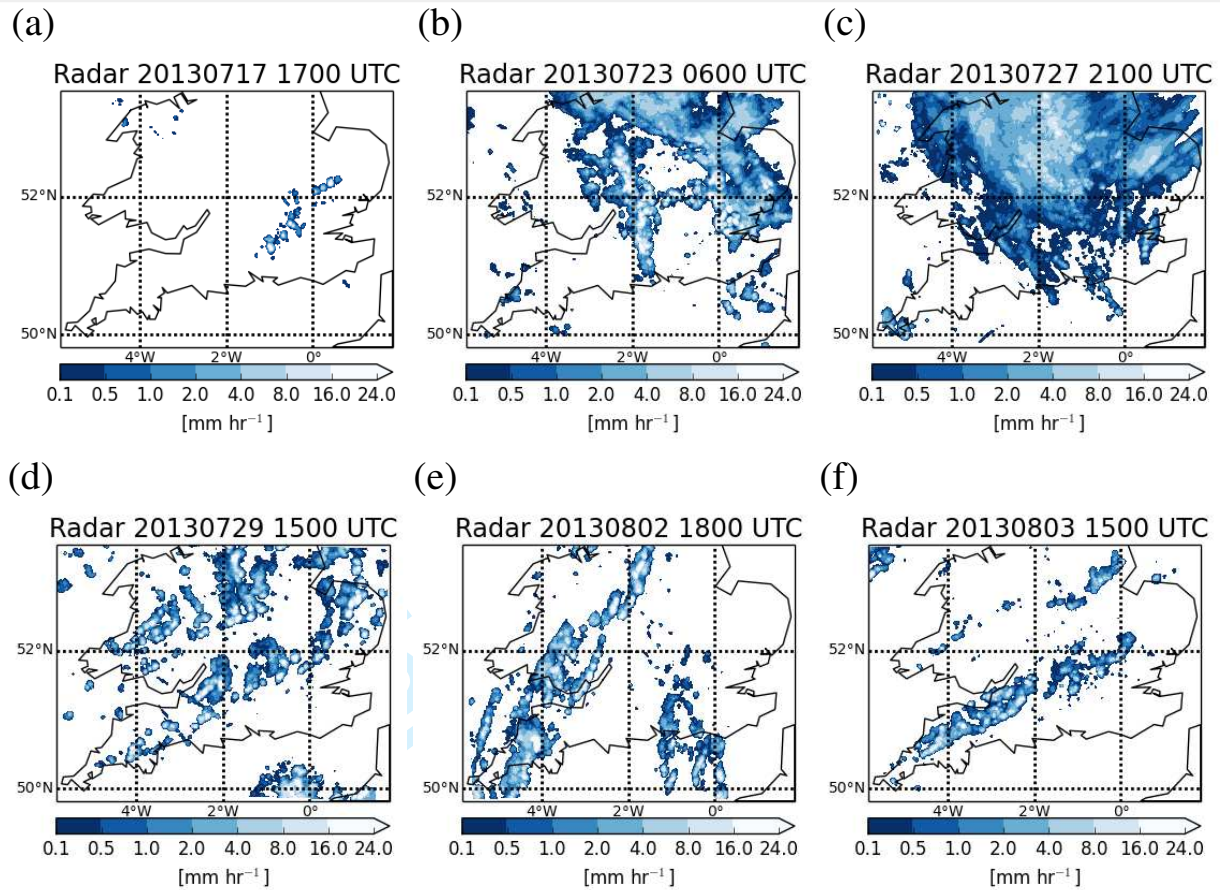 (a)
Radar 20130717 1700 UTC
52°N
50°N
4°W 2°W 0°
0.1 0.5 1.0 2.0 4.0 8.0 16.0 24.0
[mm hr⁻¹]
(b)
Radar 20130723 0600 UTC
52°N
50°N
4°W 2°W 0°
0.1 0.5 1.0 2.0 4.0 8.0 16.0 24.0
[mm hr⁻¹]
(c)
Radar 20130727 2100 UTC
52°N
50°N
4°W 2°W 0°
0.1 0.5 1.0 2.0 4.0 8.0 16.0 24.0
[mm hr⁻¹]
(d)
Radar 20130729 1500 UTC
52°N
50°N
4°W 2°W 0°
0.1 0.5 1.0 2.0 4.0 8.0 16.0 24.0
[mm hr⁻¹]
(e)
Radar 20130802 1800 UTC
52°N
50°N
4°W 2°W 0°
0.1 0.5 1.0 2.0 4.0 8.0 16.0 24.0
[mm hr⁻¹]
(f)
Radar 20130803 1500 UTC
52°N
50°N
4°W 2°W 0°
0.1 0.5 1.0 2.0 4.0 8.0 16.0 24.0
[mm hr⁻¹]